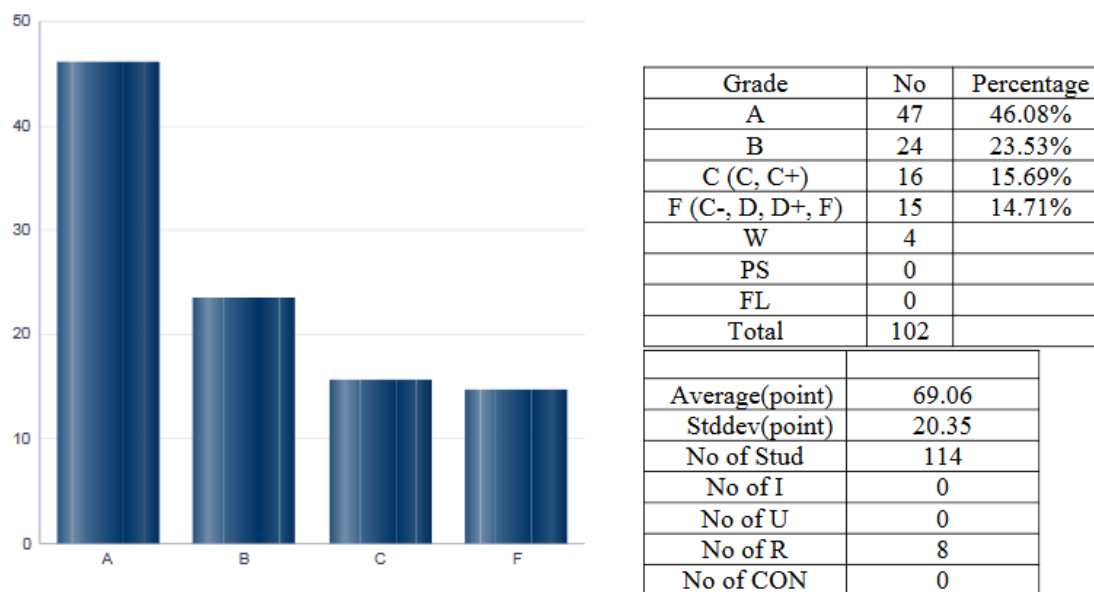 50
40
30
20
10
0
A B C F
Grade No Percentage
A 47 46.08%
B 24 23.53%
C (C, C+) 16 15.69%
F (C-, D, D+, F) 15 14.71%
W 4
PS 0
FL 0
Total 102
Average(point) 69.06
Stddev(point) 20.35
No of Stud 114
No of I 0
No of U 0
No of R 8
No of CON 0